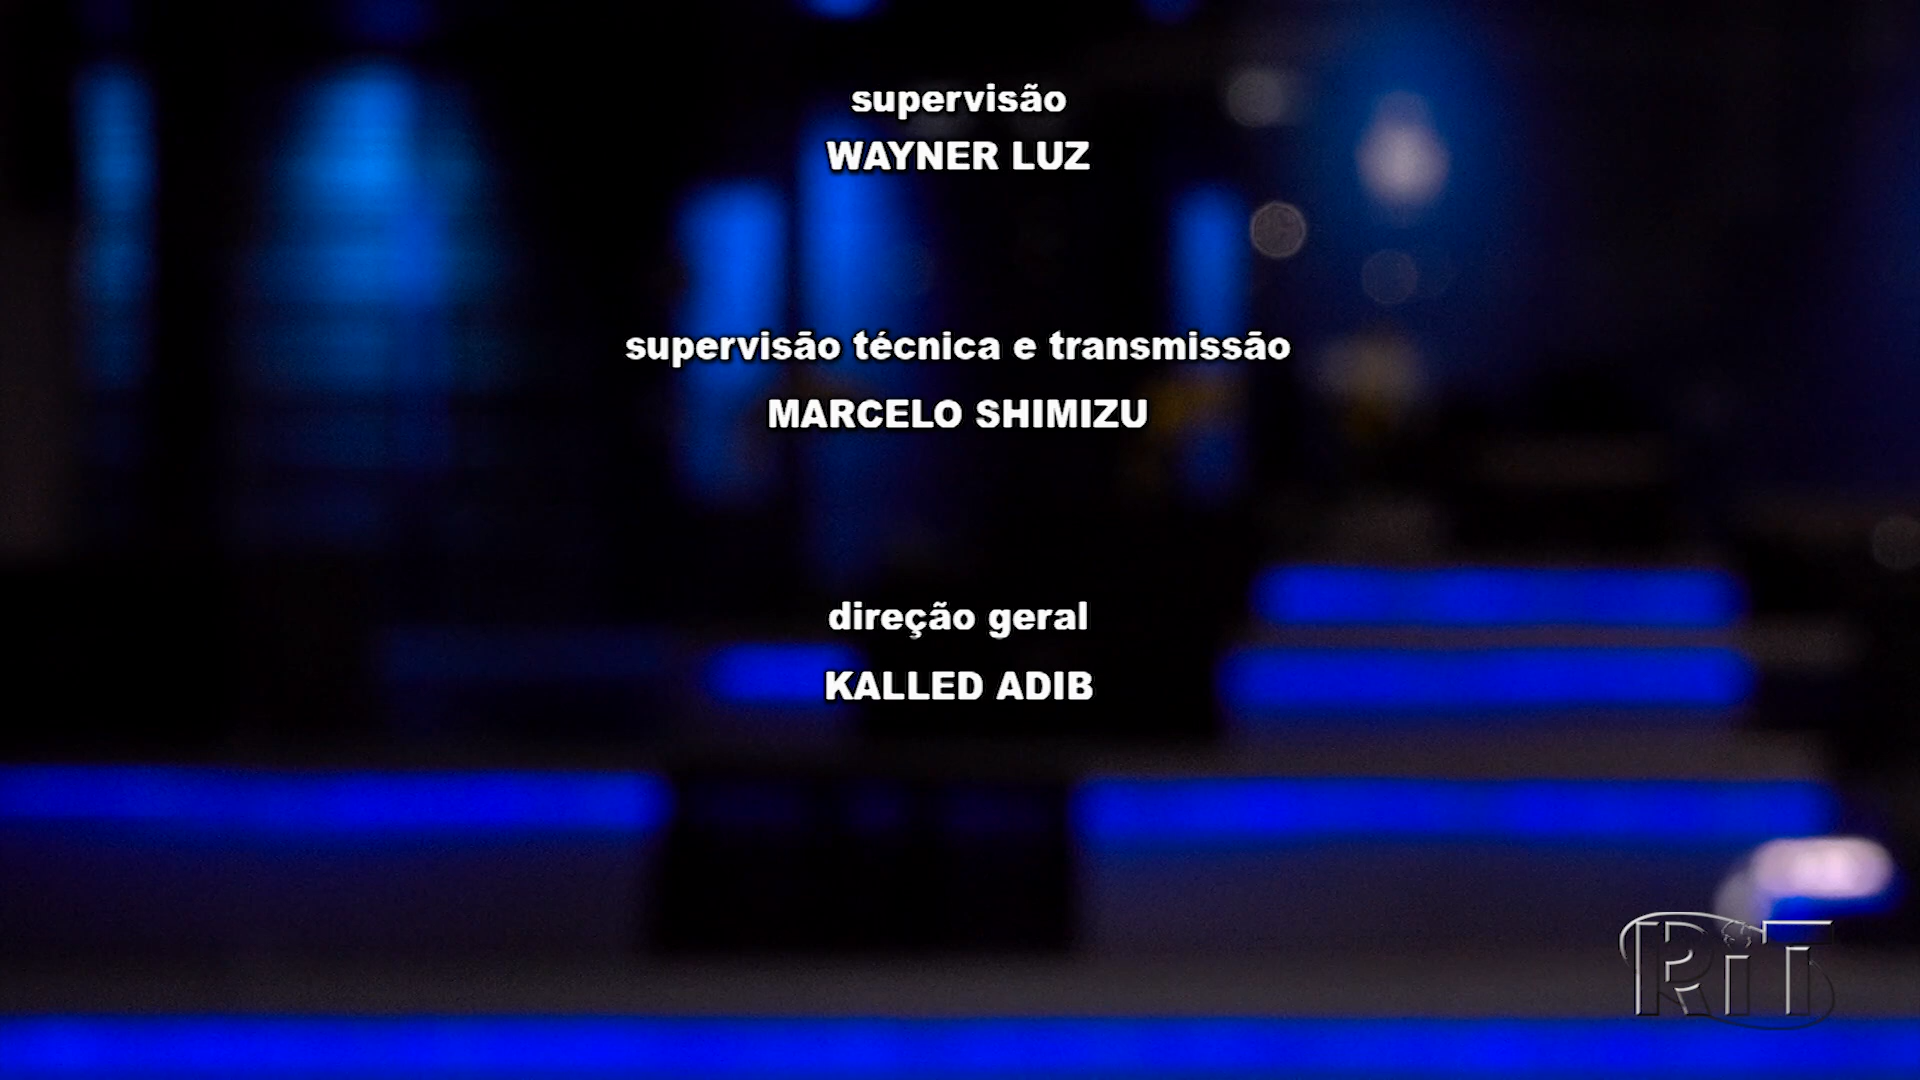 supervisão
WAYNER LUZ
supervisão técnica e transmissão
MARCELO SHIMIZU
direção geral
KALLED ADIB
RiT